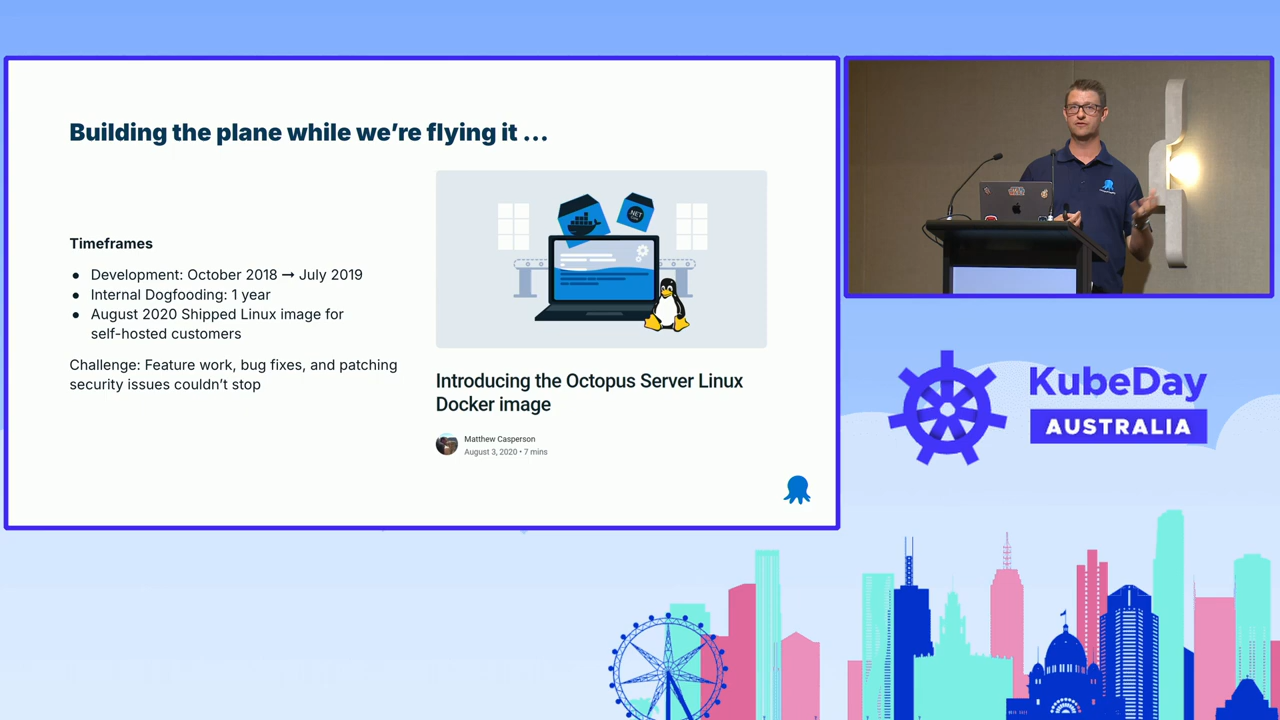 Building the plane while we're flying it ...
Timeframes
● Development: October 2018 → July 2019
● Internal Dogfooding: 1 year
● August 2020 Shipped Linux image for
self-hosted customers
Challenge: Feature work, bug fixes, and patching
security issues couldn't stop
.NET
Introducing the Octopus Server Linux
Docker image
Matthew Casperson
August 3, 2020 • 7 mins
KubeDay
AUSTRALIA